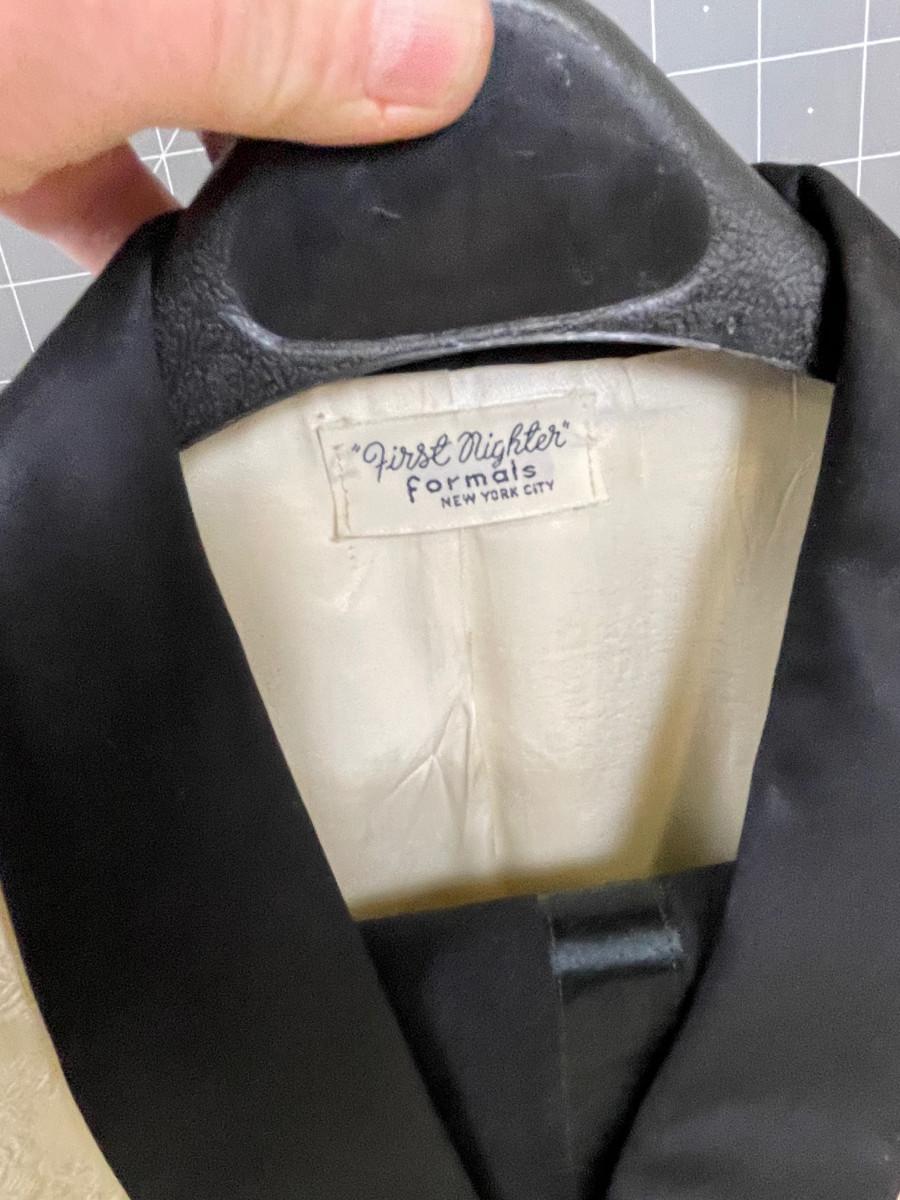 "First Nighter"
formals
NEW YORK CITY